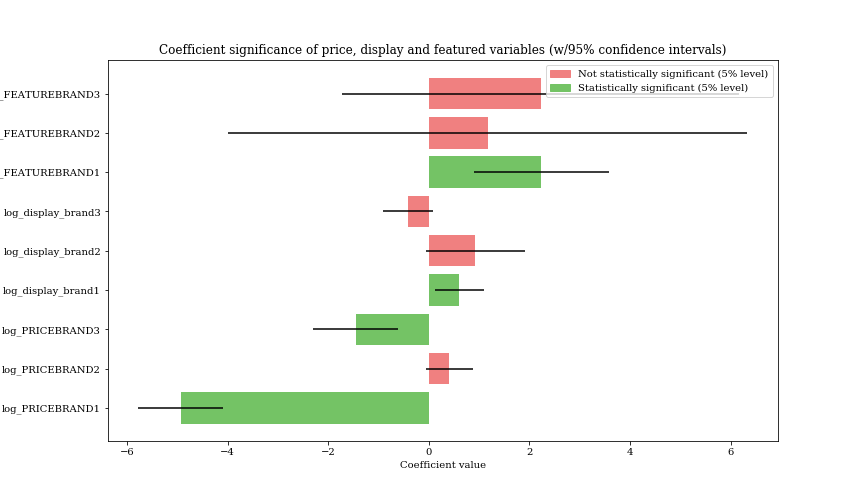 Coefficient significance of price, display and featured variables (w/95% confidence intervals)
Not statistically significant (5% level)
Statistically significant (5% level)
_FEATUREBRAND3
_FEATUREBRAND2
_FEATUREBRAND1
log_display_brand3
log_display_brand2
log_display_brand1
log_PRICEBRAND3
log_PRICEBRAND2
log_PRICEBRAND1
−6 −4 −2 0 2 4 6
Coefficient value